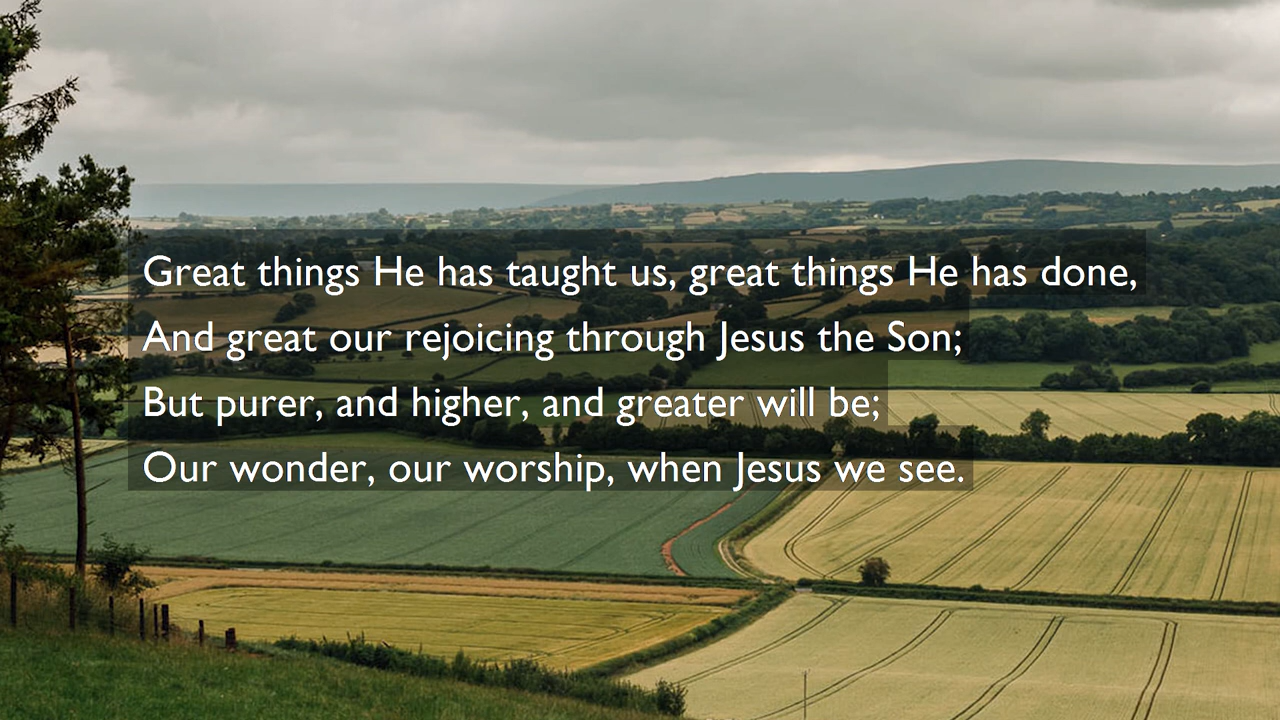 Great things He has taught us, great things He has done,
And great our rejoicing through Jesus the Son;
But purer, and higher, and greater will be;
Our wonder, our worship, when Jesus we see.